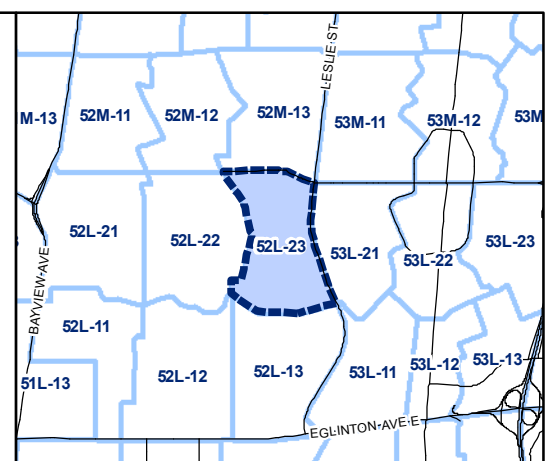 LESLIE ST
M-13
52M-11
52M-12
52M-13
53M-11
53M-12
53M
52L-21
52L-22
52L-23
53L-21
53L-22
53L-23
BAYVIEW AVE
52L-11
51L-13
52L-12
52L-13
53L-11
53L-12
53L-13
EGLINTON AVE E